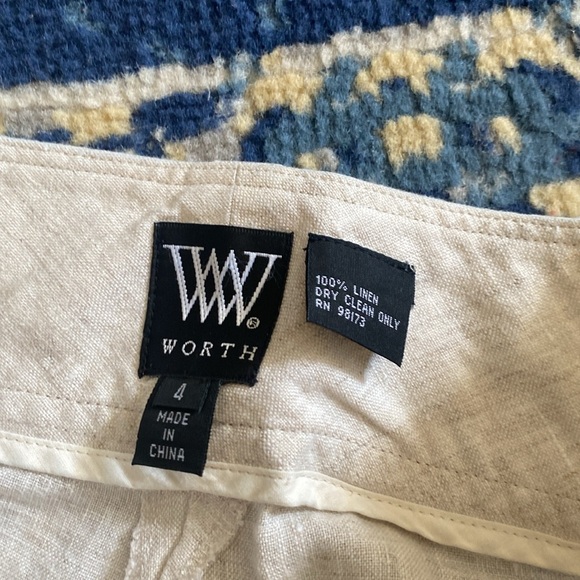 W
®
WORTH
4
MADE
IN
CHINA
100% LINEN
DRY CLEAN ONLY
RN 98173